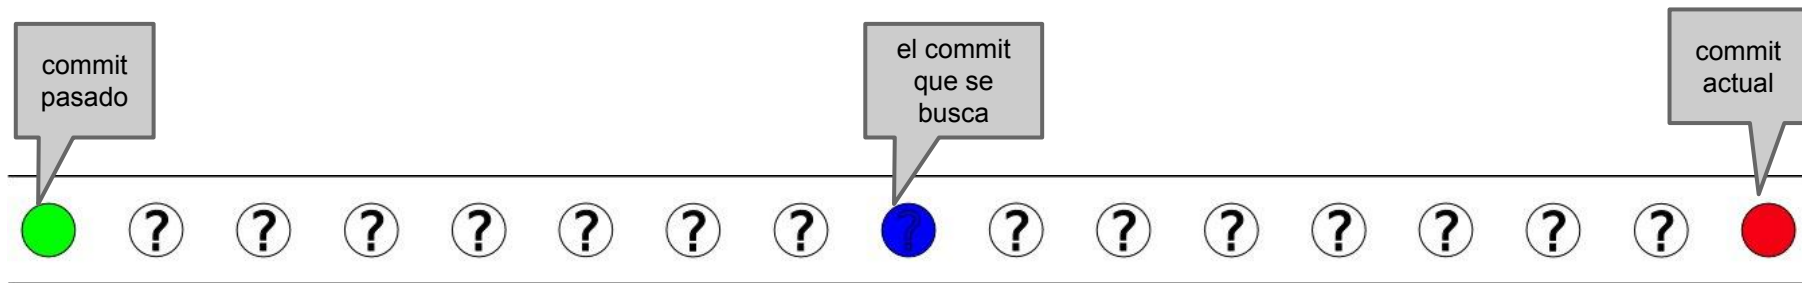 commit
pasado
el commit
que se
busca
commit
actual
? ? ? ? ? ? ? ? ? ? ? ? ? ? ?